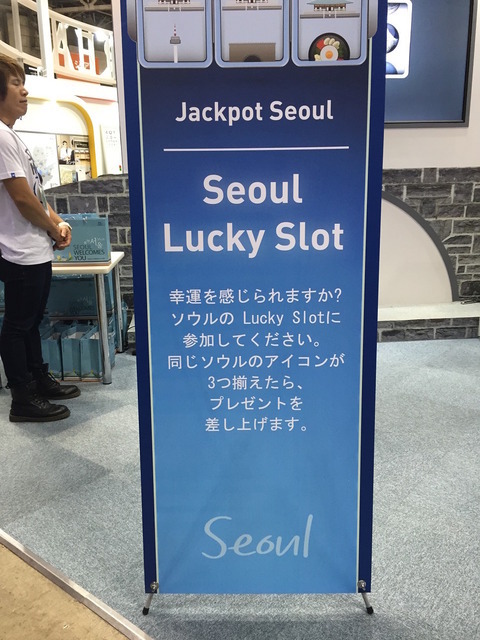 Jackpot Seoul
Seoul
Lucky Slot
幸運を感じられますか?
ソウルの Lucky Slotに
参加してください。
同じソウルのアイコンが
3つ揃えたら、
プレゼントを
差し上げます。
Seoul
SEOUL
WELCOMES
YOU